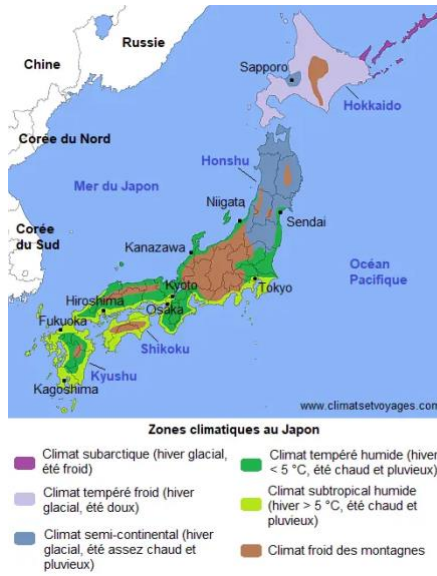 Russie
Chine
Sapporo
Hokkaido
Corée du Nord
Honshu
Mer du Japon
Niigata
Sendai
Corée
du Sud
Kanazawa
Océan
Pacifique
Kyoto
Tokyo
Hiroshima
Osaka
Fukuoka
Shikoku
Kyushu
Kagoshima
www.climatsetvoyages.com
Zones climatiques au Japon
Climat subarctique (hiver glacial,
été froid)
Climat tempéré froid (hiver
glacial, été doux)
Climat semi-continental (hiver
glacial, été assez chaud et
pluvieux)
Climat tempéré humide (hiver
< 5 °C, été chaud et pluvieux)
Climat subtropical humide
(hiver > 5 °C, été chaud et
pluvieux)
Climat froid des montagnes